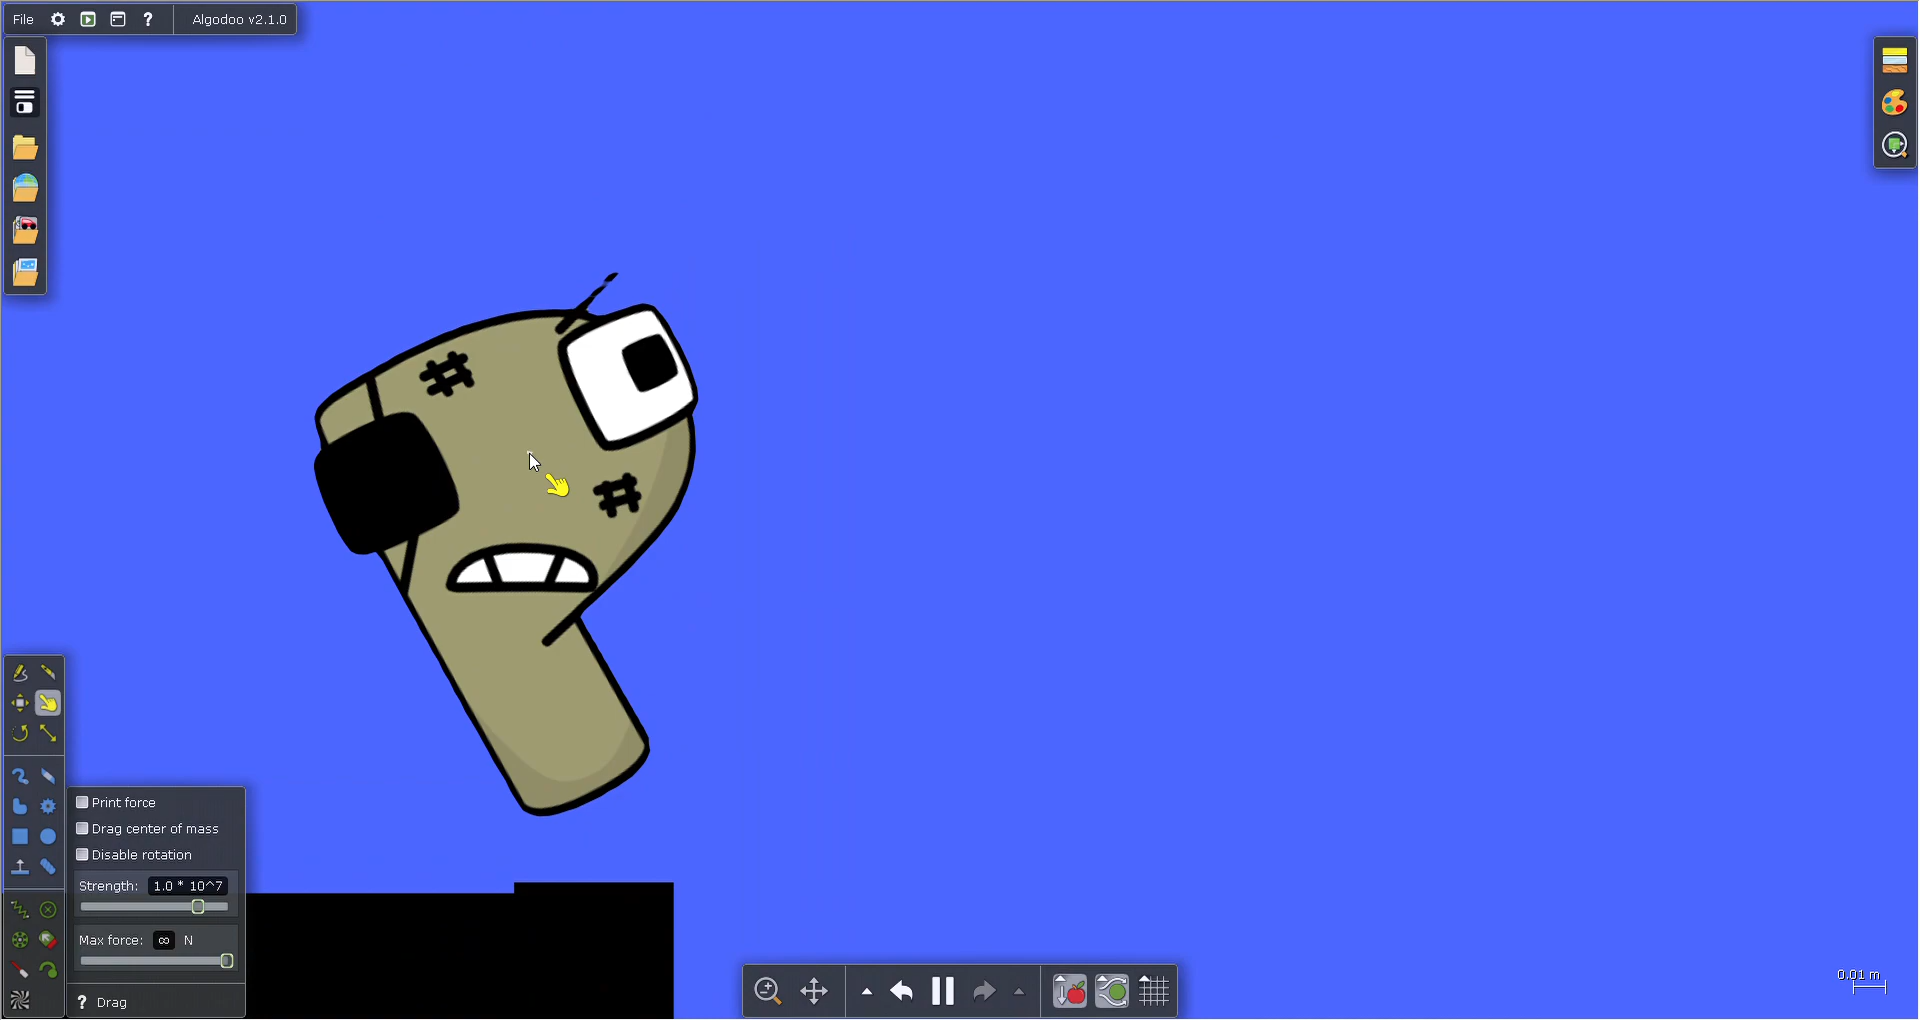 File ? Algodoo v2.1.0
# #
Print force
Drag center of mass
Disable rotation
Strength: 1.0 * 10^7
Max force: ∞ N
? Drag
0.01 m